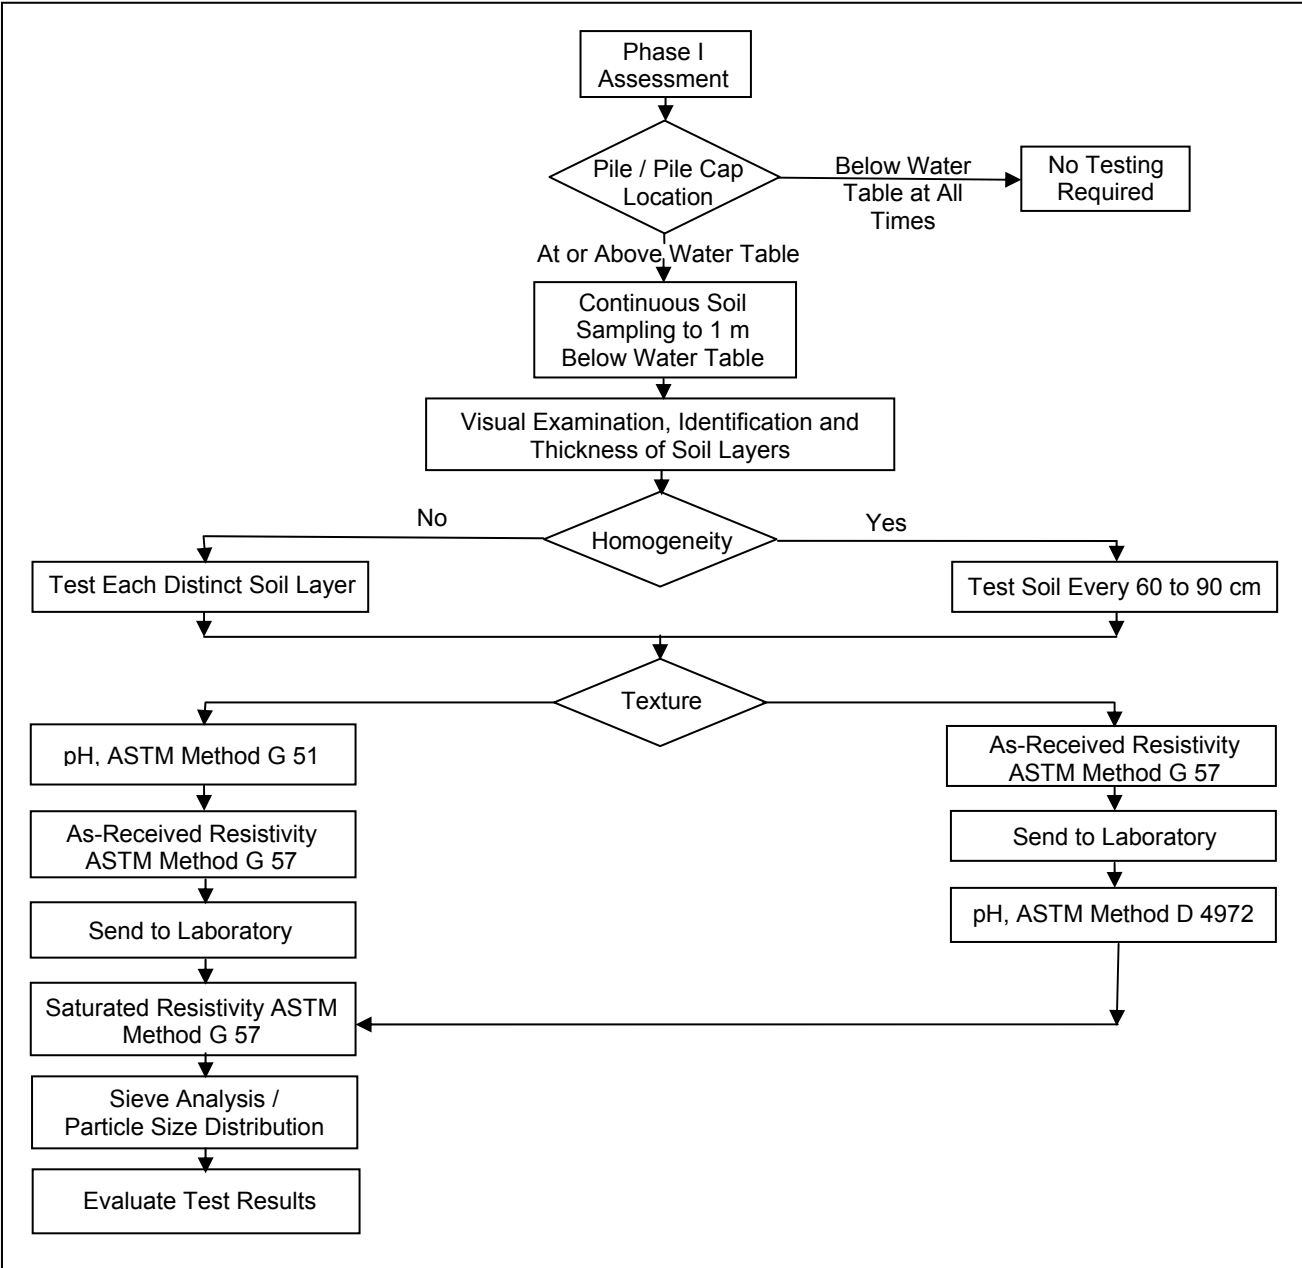 Phase I
Assessment
Pile / Pile Cap
Location
Below Water
Table at All
Times
No Testing
Required
At or Above Water Table
Continuous Soil
Sampling to 1 m
Below Water Table
Visual Examination, Identification and
Thickness of Soil Layers
No
Homogeneity
Yes
Test Each Distinct Soil Layer
Test Soil Every 60 to 90 cm
Texture
pH, ASTM Method G 51
As-Received Resistivity
ASTM Method G 57
As-Received Resistivity
ASTM Method G 57
Send to Laboratory
Send to Laboratory
pH, ASTM Method D 4972
Saturated Resistivity ASTM
Method G 57
Sieve Analysis /
Particle Size Distribution
Evaluate Test Results